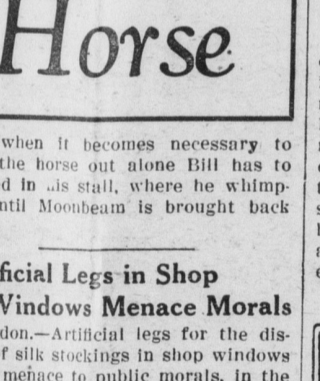 Horse
when it becomes necessary to
the horse out alone Bill has to
d in is stall, where he whimp-
ntil Moonbeam is brought back
ficial Legs in Shop
Windows Menace Morals
don.—Artificial legs for the dis-
f silk stockings in shop windows
menace to public morals, in the